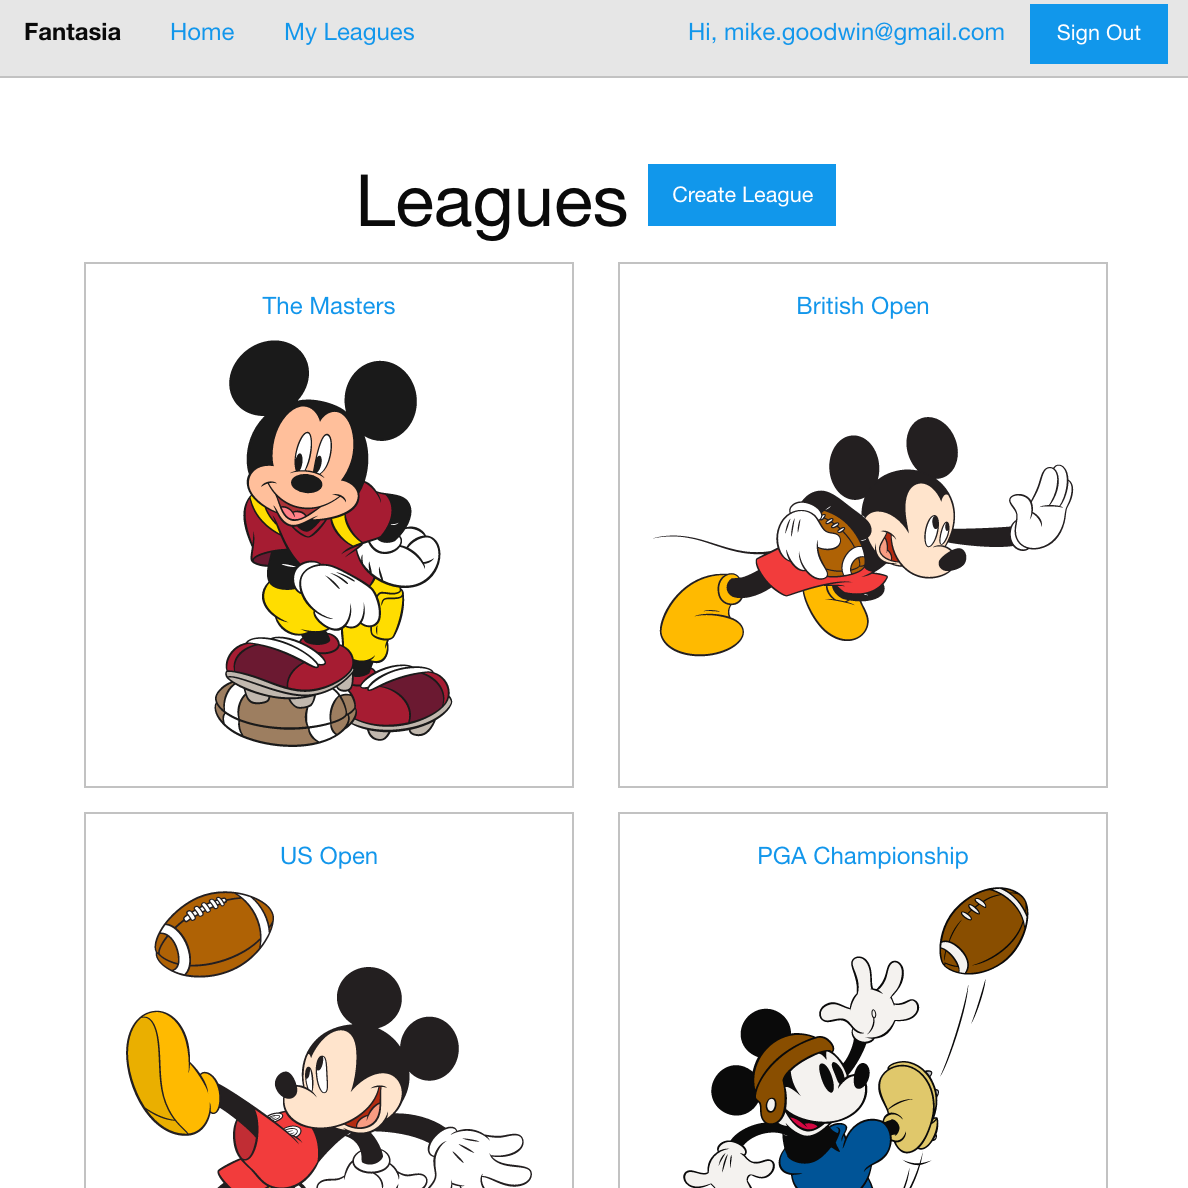 Fantasia Home My Leagues Hi, mike.goodwin@gmail.com Sign Out
Leagues Create League
The Masters
British Open
US Open
PGA Championship